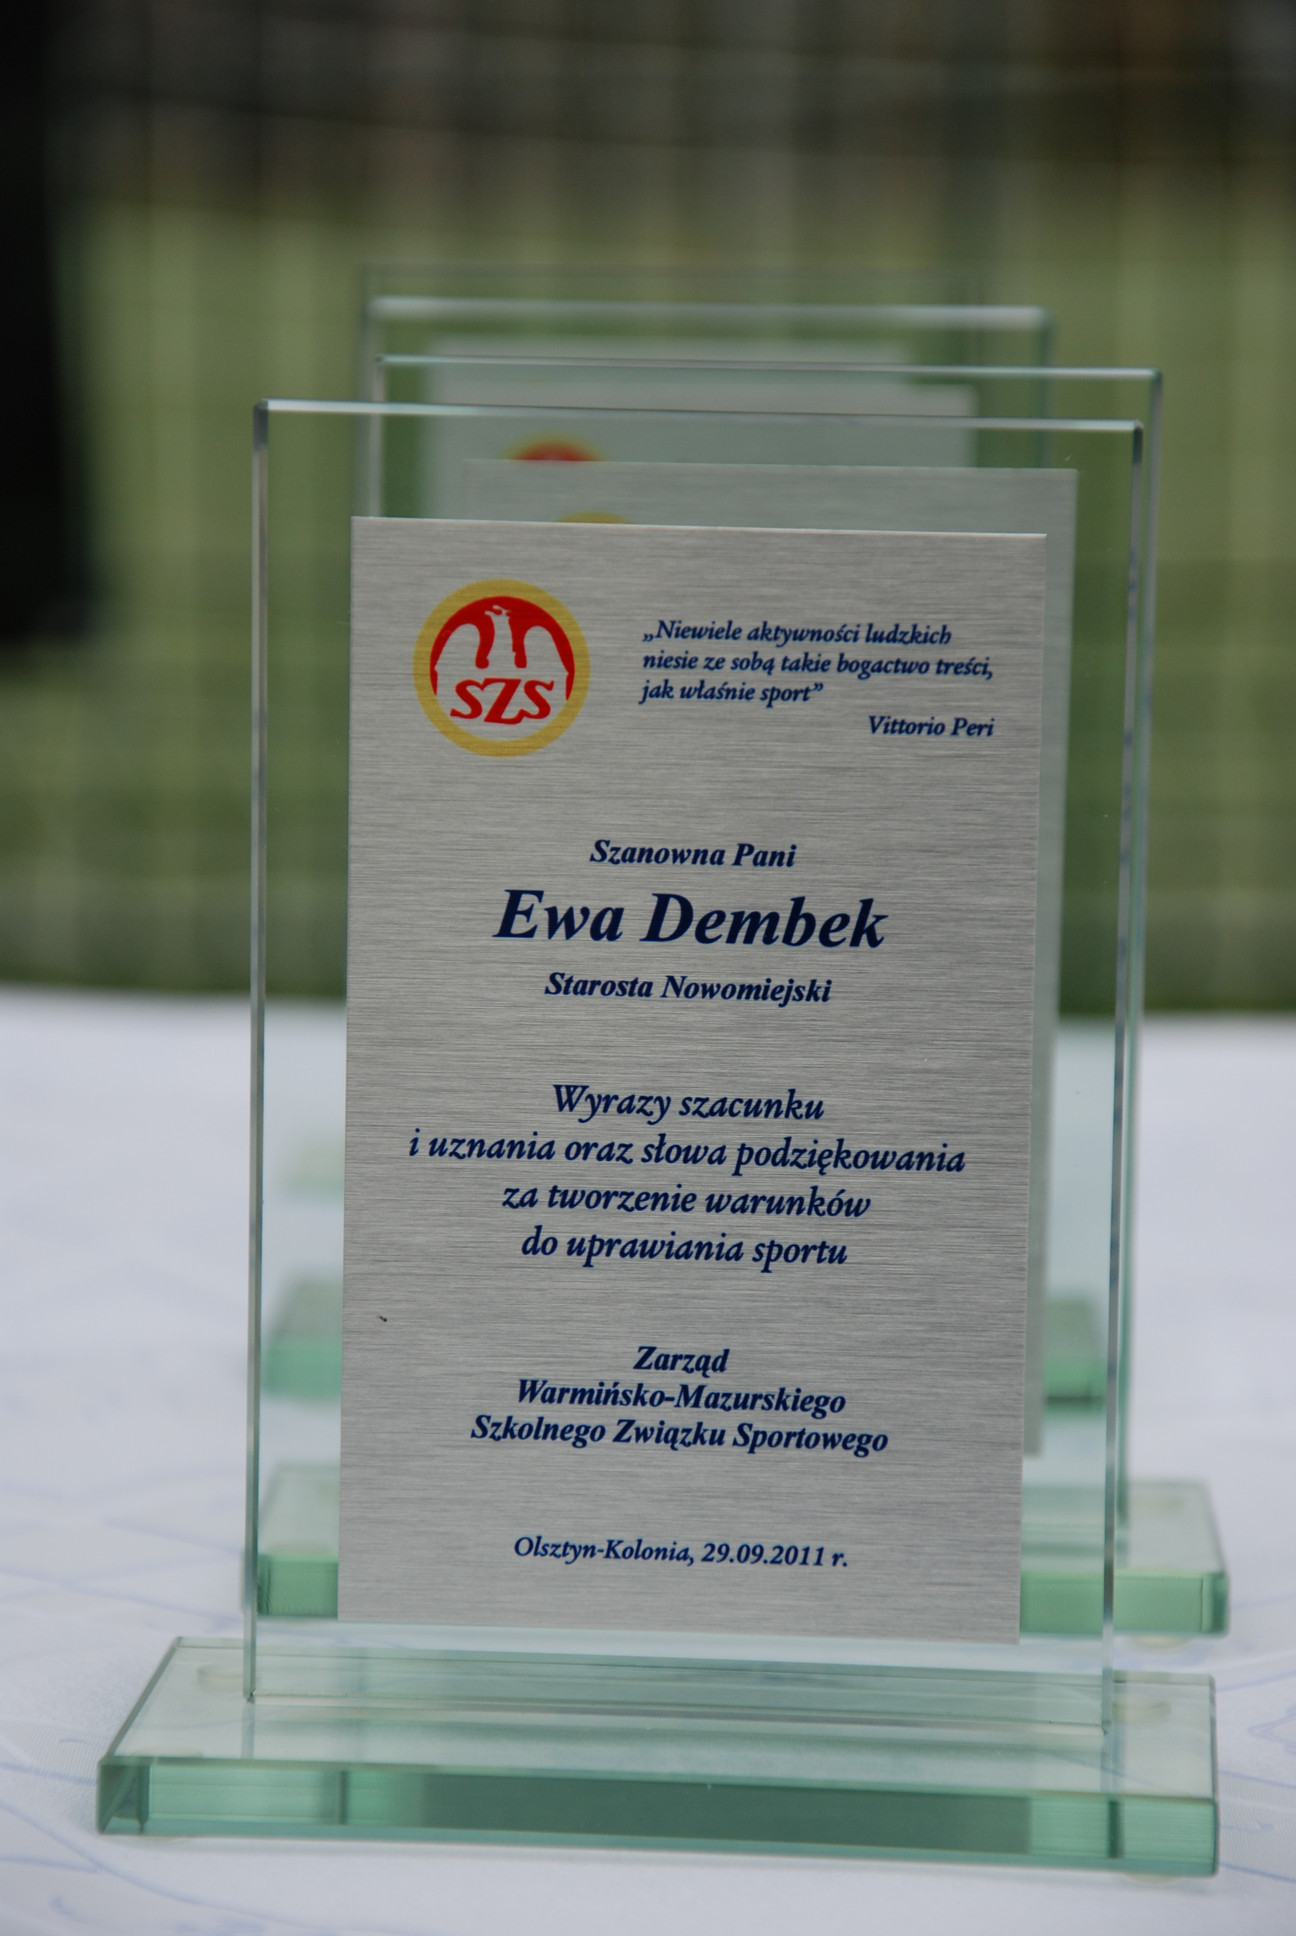 SZS
„Niewiele aktywności ludzkich
niesie ze sobą takie bogactwo treści,
jak właśnie sport”
Vittorio Peri
Szanowna Pani
Ewa Dembek
Starosta Nowomiejski
Wyrazy szacunku
i uznania oraz słowa podziękowania
za tworzenie warunków
do uprawiania sportu
Zarząd
Warmińsko-Mazurskiego
Szkolnego Związku Sportowego
Olsztyn-Kolonia, 29.09.2011 r.